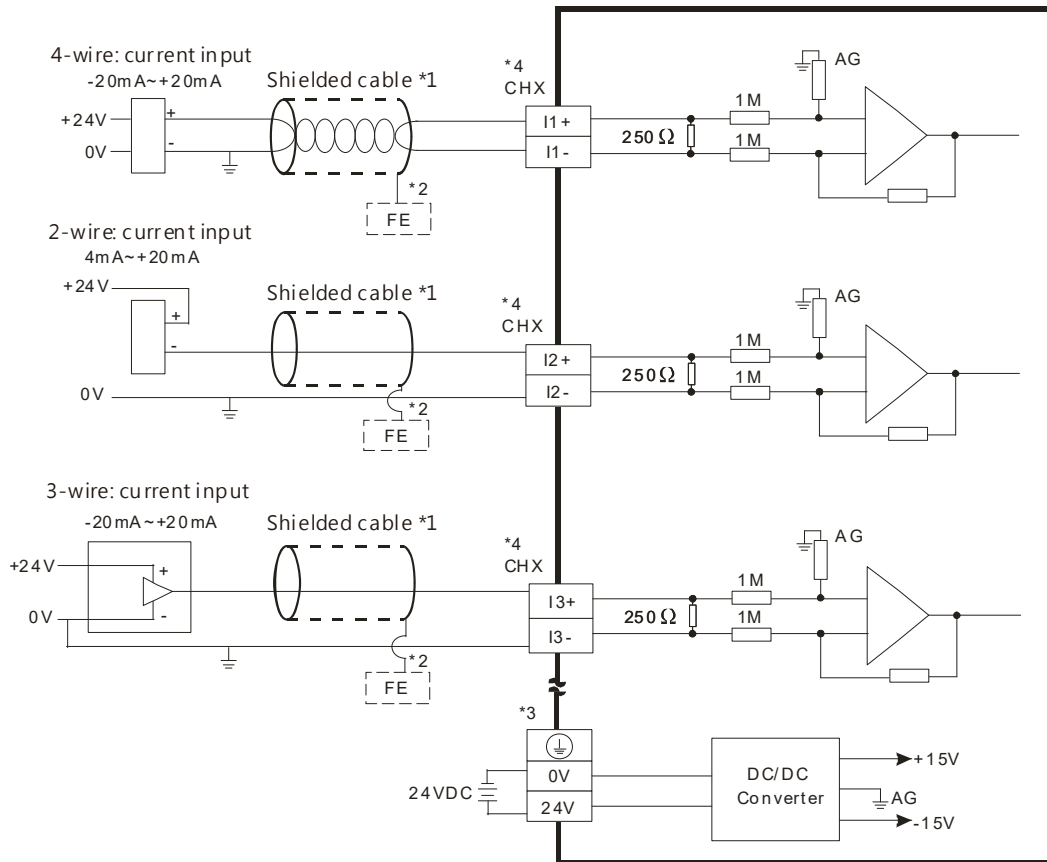 4-wire: current input
-20mA~+20mA
Shielded cable *1
*4
CHX
AG
+24V
+
I1+
1M
250Ω
0V
-
I1-
1M
*2
FE
2-wire: current input
4mA~+20mA
+24V
Shielded cable *1
*4
CHX
AG
+
1M
-
I2+
250Ω
1M
0V
I2-
*2
FE
3-wire: current input
-20mA~+20mA
Shielded cable *1
*4
CHX
AG
+24V
+
1M
I3+
250Ω
1M
0V
-
I3-
*2
FE
*3
24VDC
0V
24V
DC/DC
Converter
+15V
AG
-15V